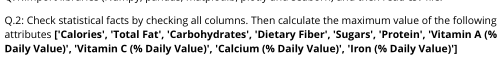 Q.2: Check statistical facts by checking all columns. Then calculate the maximum value of the following
attributes ['Calories', 'Total Fat', 'Carbohydrates', 'Dietary Fiber', 'Sugars', 'Protein', 'Vitamin A (%
Daily Value)', 'Vitamin C (% Daily Value)', 'Calcium (% Daily Value)', 'Iron (% Daily Value)']